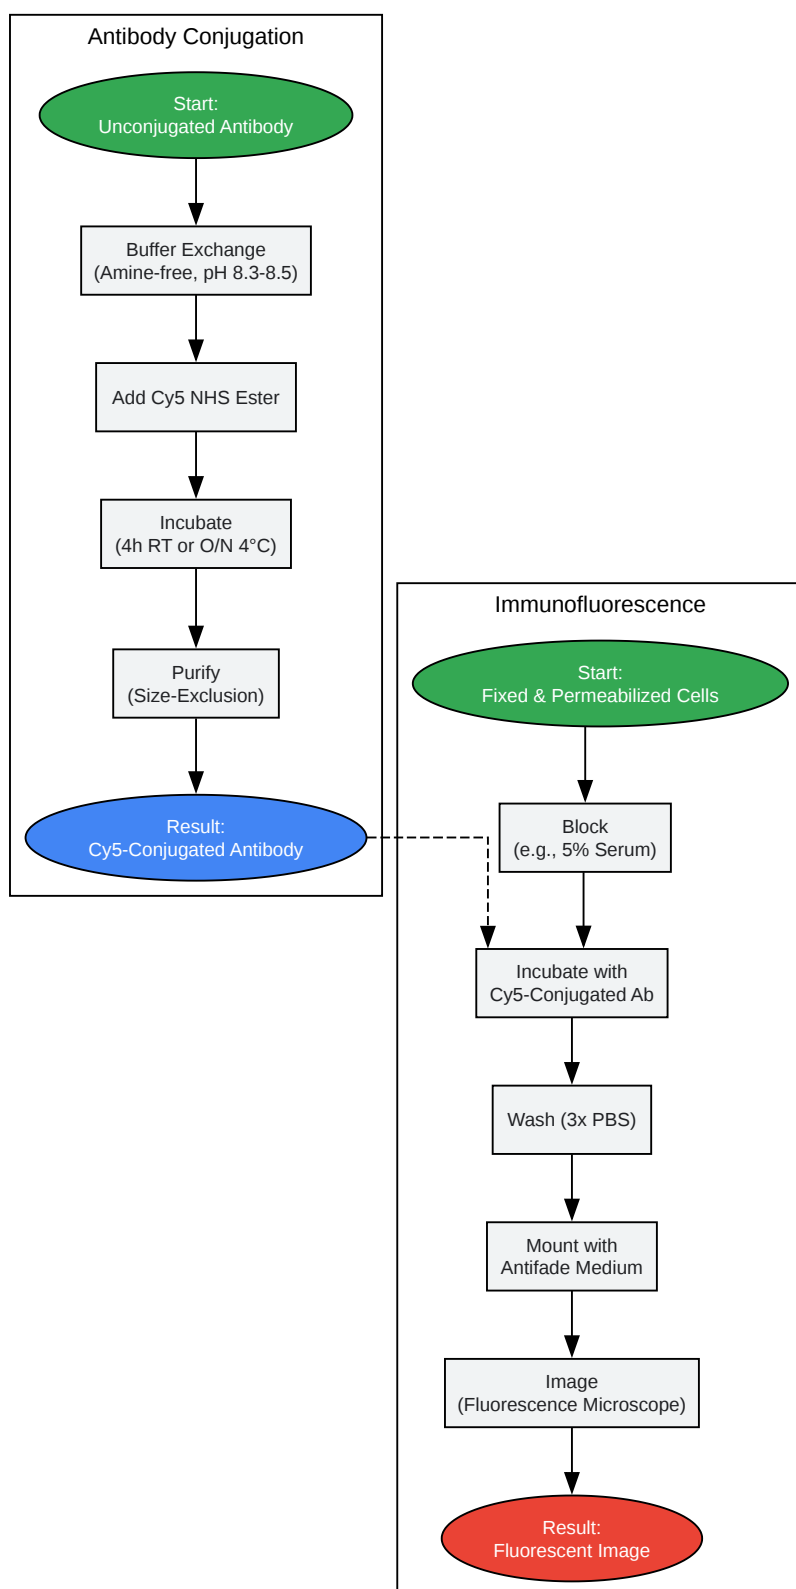 Antibody Conjugation
Start:
Unconjugated Antibody
Buffer Exchange
(Amine-free, pH 8.3-8.5)
Add Cy5 NHS Ester
Incubate
(4h RT or O/N 4°C)
Purify
(Size-Exclusion)
Result:
Cy5-Conjugated Antibody
Immunofluorescence
Start:
Fixed & Permeabilized Cells
Block
(e.g., 5% Serum)
Incubate with
Cy5-Conjugated Ab
Wash (3x PBS)
Mount with
Antifade Medium
Image
(Fluorescence Microscope)
Result:
Fluorescent Image